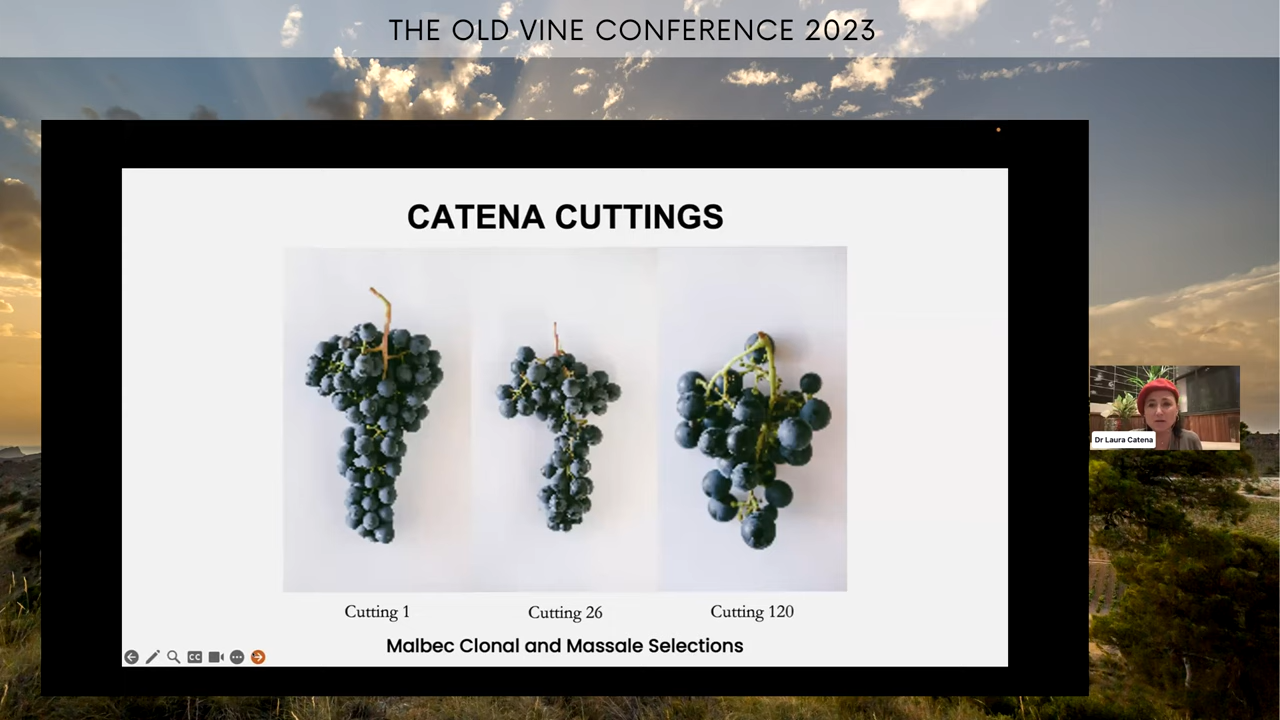 THE OLD VINE CONFERENCE 2023
CATENA CUTTINGS
Cutting 1
Cutting 26
Cutting 120
Malbec Clonal and Massale Selections
CC
Dr Laura Catena